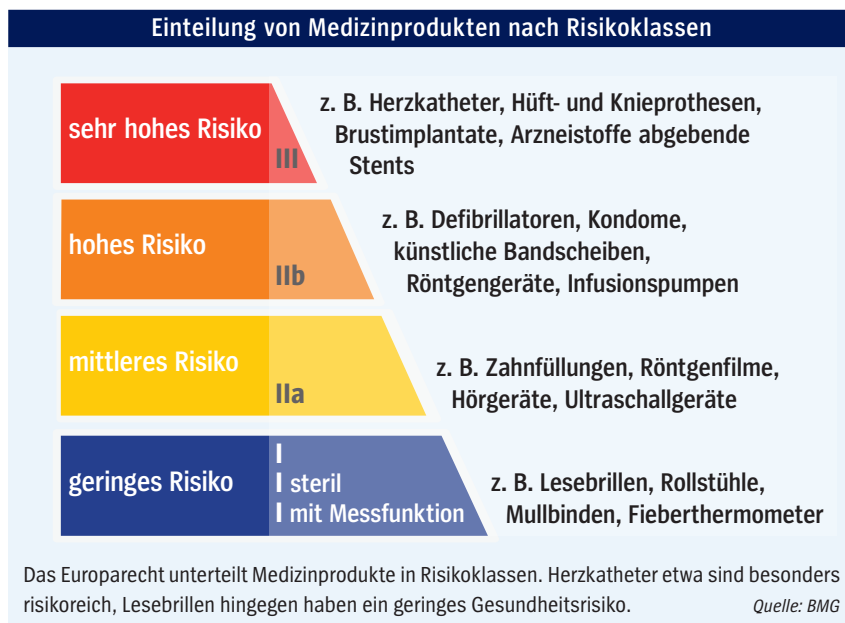 Einteilung von Medizinprodukten nach Risikoklassen
sehr hohes Risiko
III
z. B. Herzkatheter, Hüft- und Knieprothesen,
Brustimplantate, Arzneistoffe abgebende
Stents
hohes Risiko
IIb
z. B. Defibrillatoren, Kondome,
künstliche Bandscheiben,
Röntgengeräte, Infusionspumpen
mittleres Risiko
IIa
z. B. Zahnfüllungen, Röntgenfilme,
Hörgeräte, Ultraschallgeräte
geringes Risiko
I
I steril
I mit Messfunktion
z. B. Lesebrillen, Rollstühle,
Mullbinden, Fieberthermometer
Das Europarecht unterteilt Medizinprodukte in Risikoklassen. Herzkatheter etwa sind besonders
risikoreich, Lesebrillen hingegen haben ein geringes Gesundheitsrisiko. Quelle: BMG